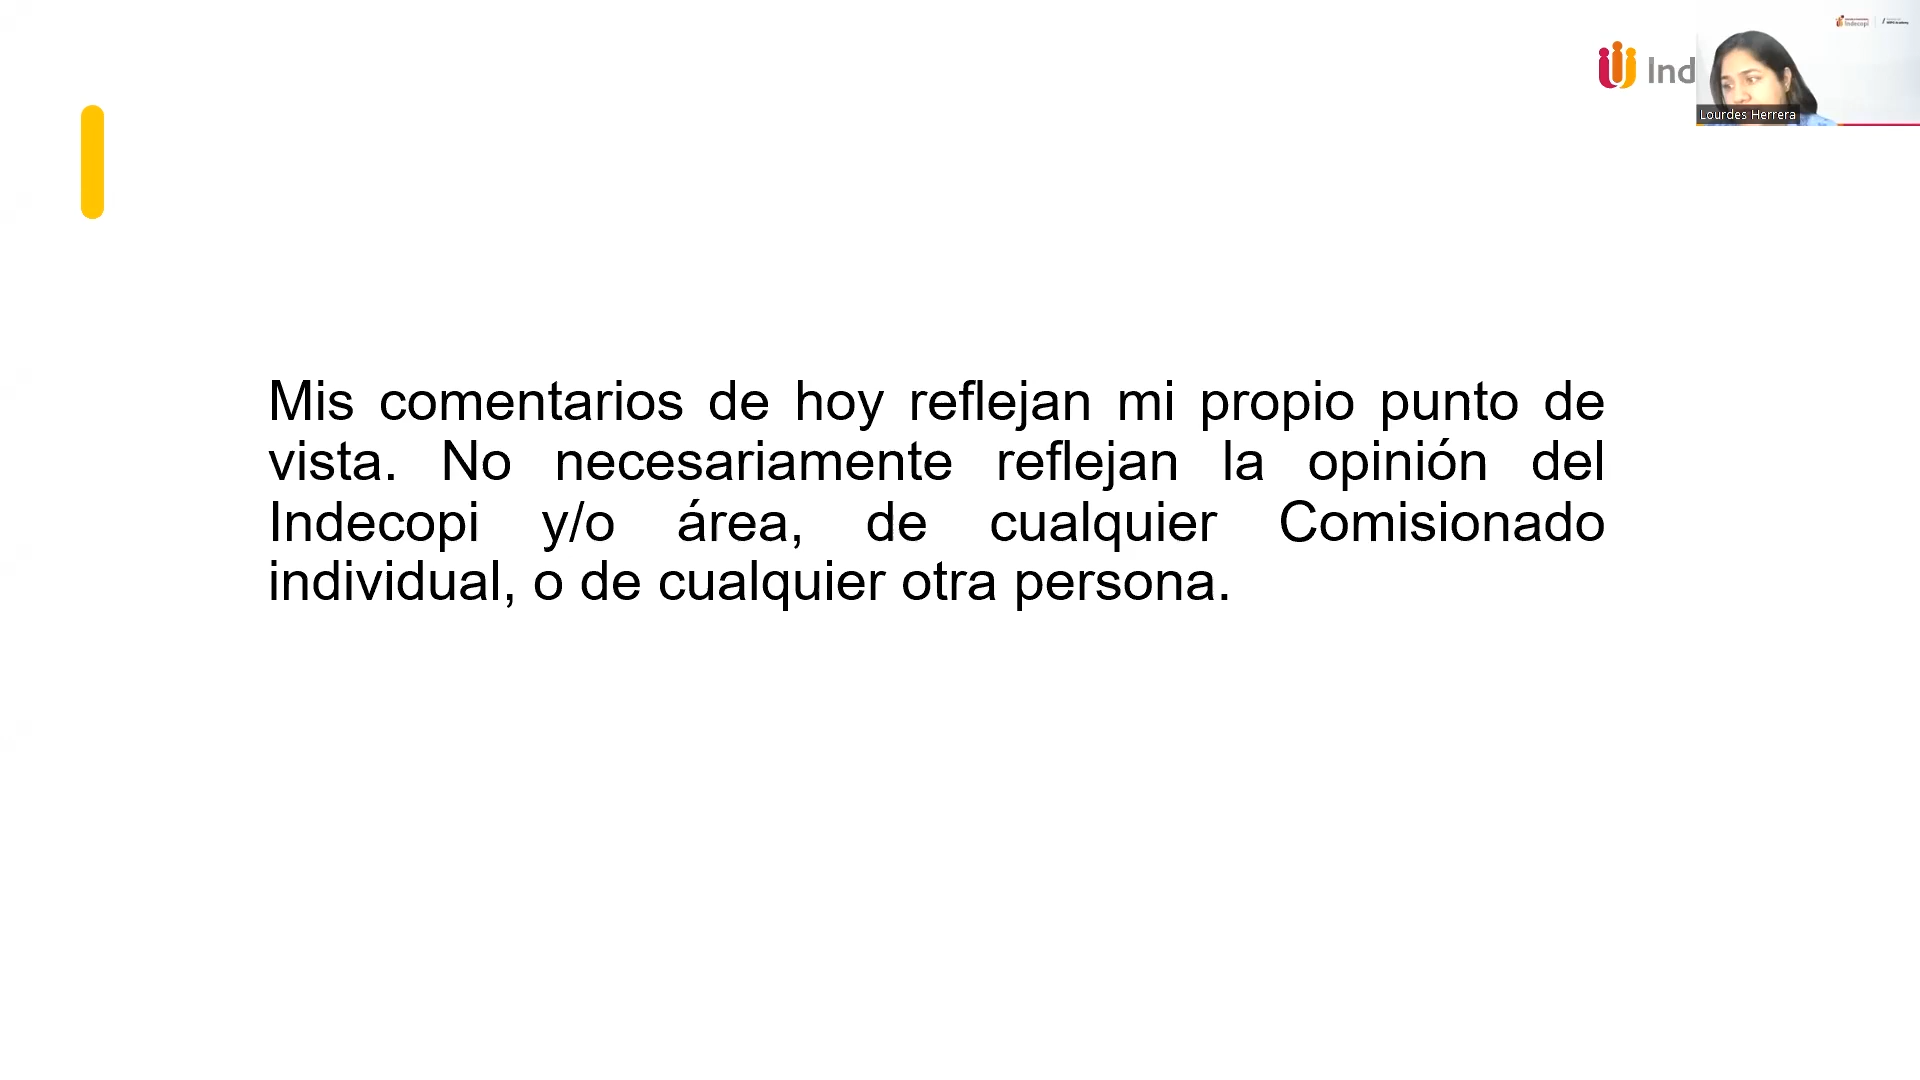 Ind
Lourdes Herrera
Mis comentarios de hoy reflejan mi propio punto de
vista. No necesariamente reflejan la opinión del
Indecopi y/o área, de cualquier Comisionado
individual, o de cualquier otra persona.